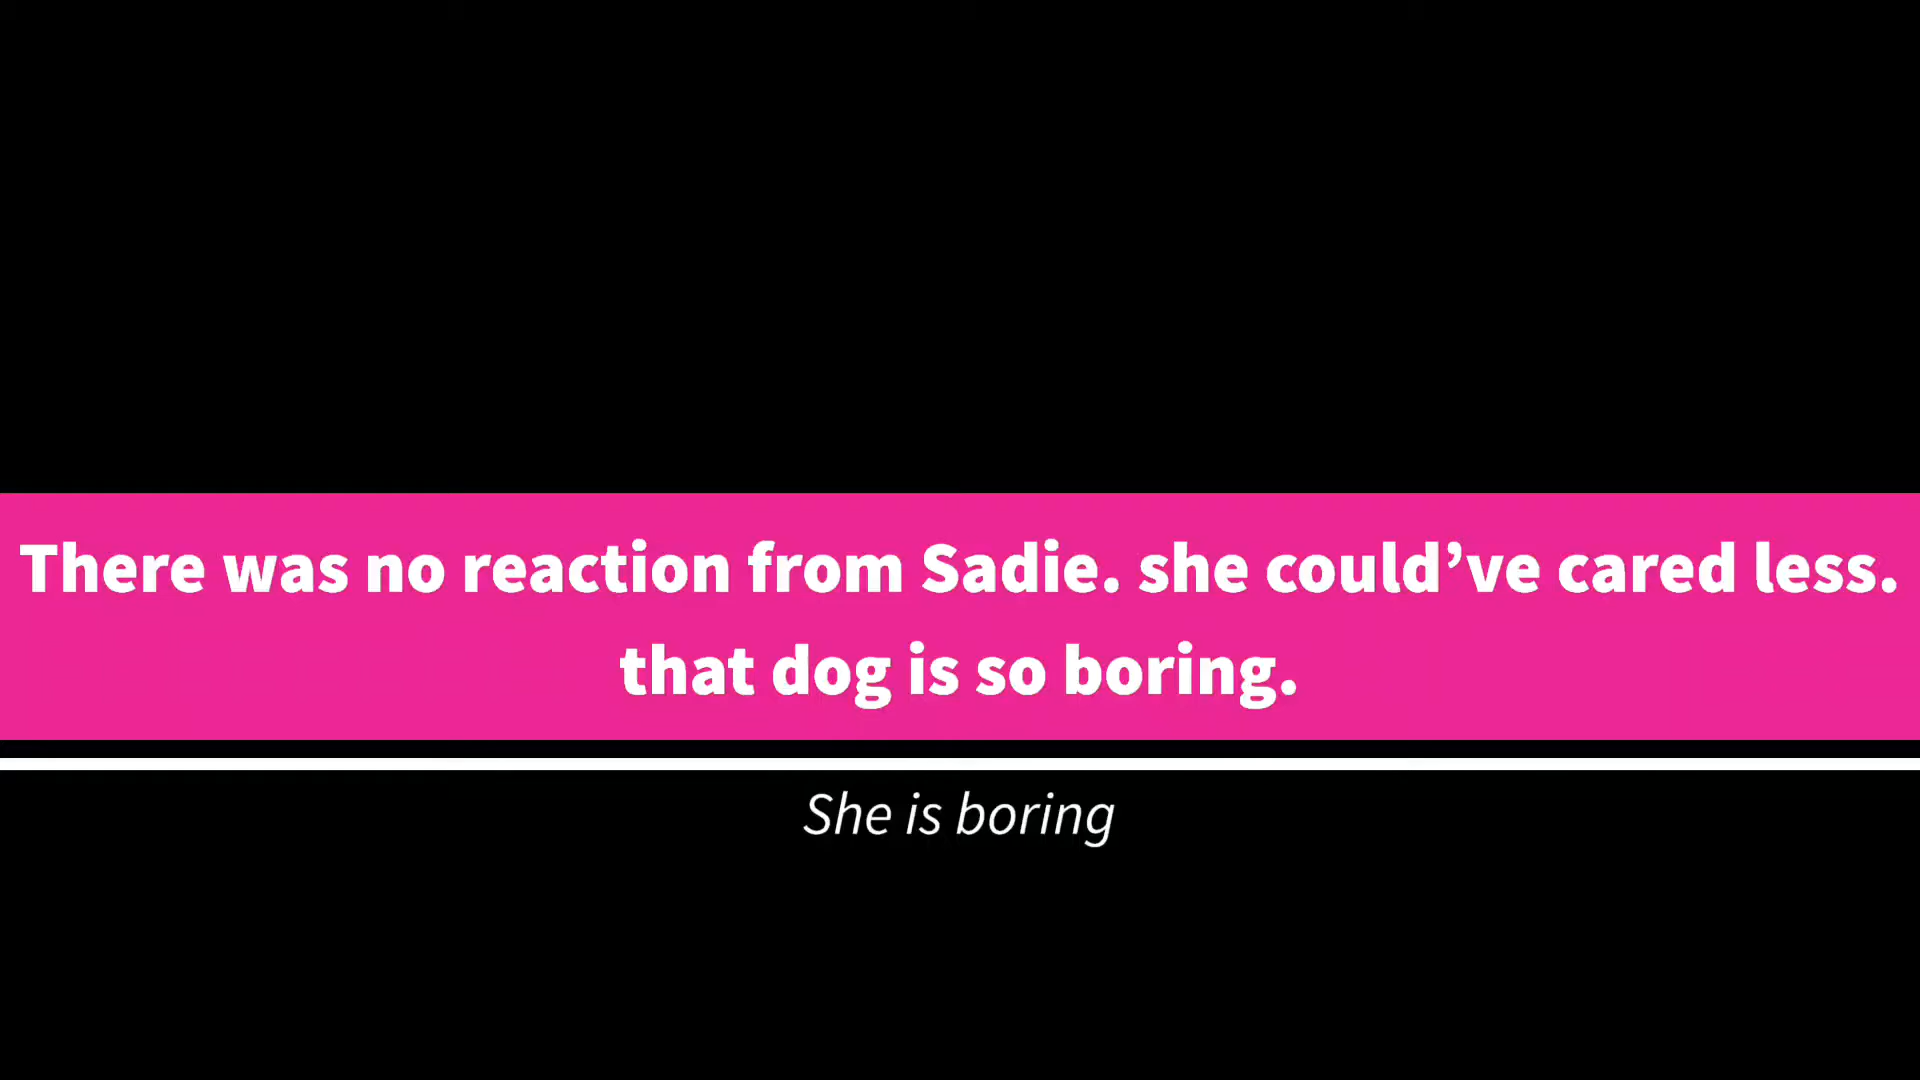 There was no reaction from Sadie. she could’ve cared less.
that dog is so boring.
She is boring